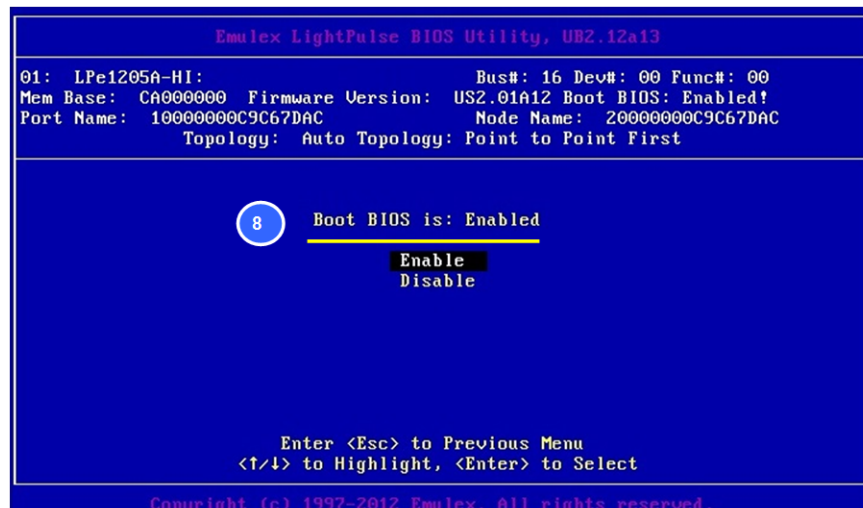 Emulex LightPulse BIOS Utility, UB2.12a13
01: LPe1205A-HI: Bus#: 16 Dev#: 00 Func#: 00
Mem Base: CA000000 Firmware Version: US2.01A12 Boot BIOS: Enabled!
Port Name: 10000000C9C67DAC Node Name: 20000000C9C67DAC
Topology: Auto Topology: Point to Point First
8 Boot BIOS is: Enabled
Enable
Disable
Enter <Esc> to Previous Menu
<↑/↓> to Highlight, <Enter> to Select
Copyright (c) 1997-2012 Emulex. All rights reserved.